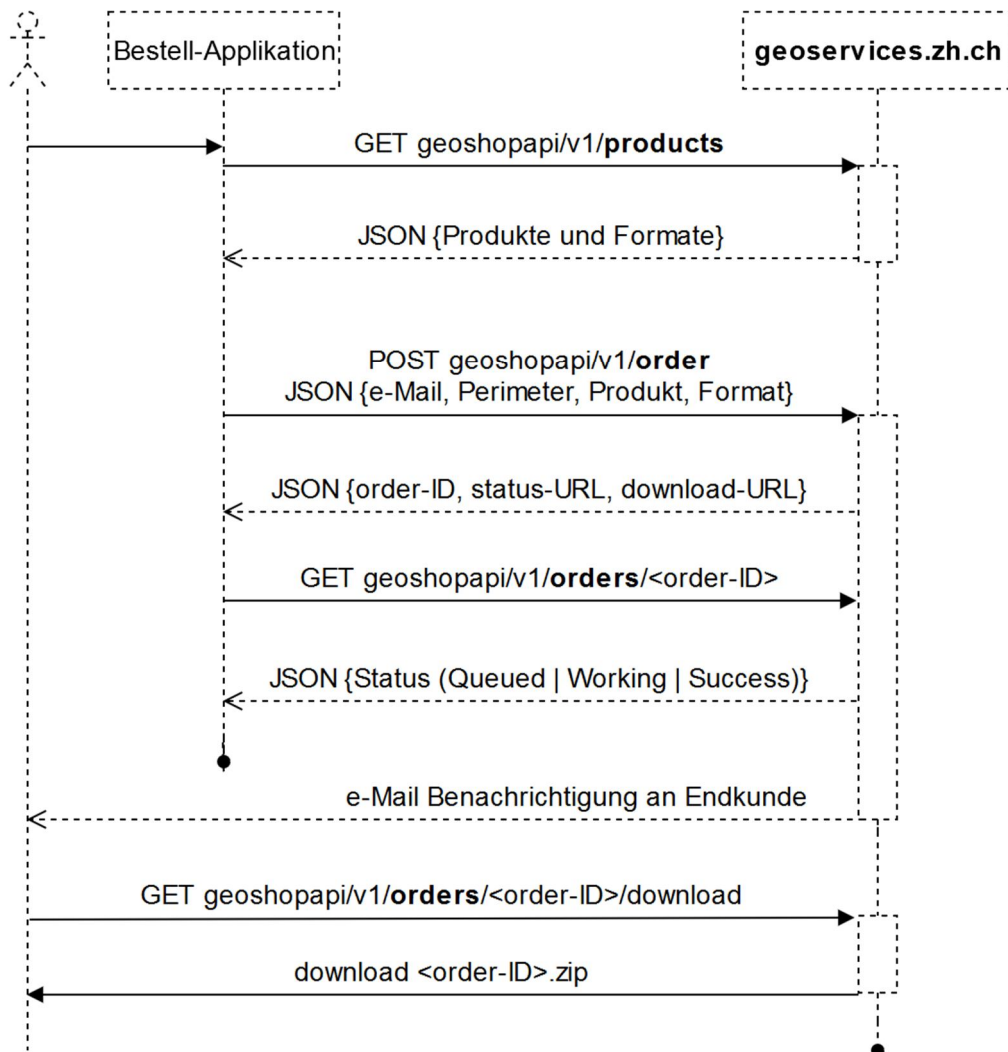 Bestell-Applikation
geoservices.zh.ch
GET geoshopapi/v1/products
JSON {Produkte und Formate}
POST geoshopapi/v1/order
JSON {e-Mail, Perimeter, Produkt, Format}
JSON {order-ID, status-URL, download-URL}
GET geoshopapi/v1/orders/<order-ID>
JSON {Status (Queued | Working | Success)}
e-Mail Benachrichtigung an Endkunde
GET geoshopapi/v1/orders/<order-ID>/download
download <order-ID>.zip